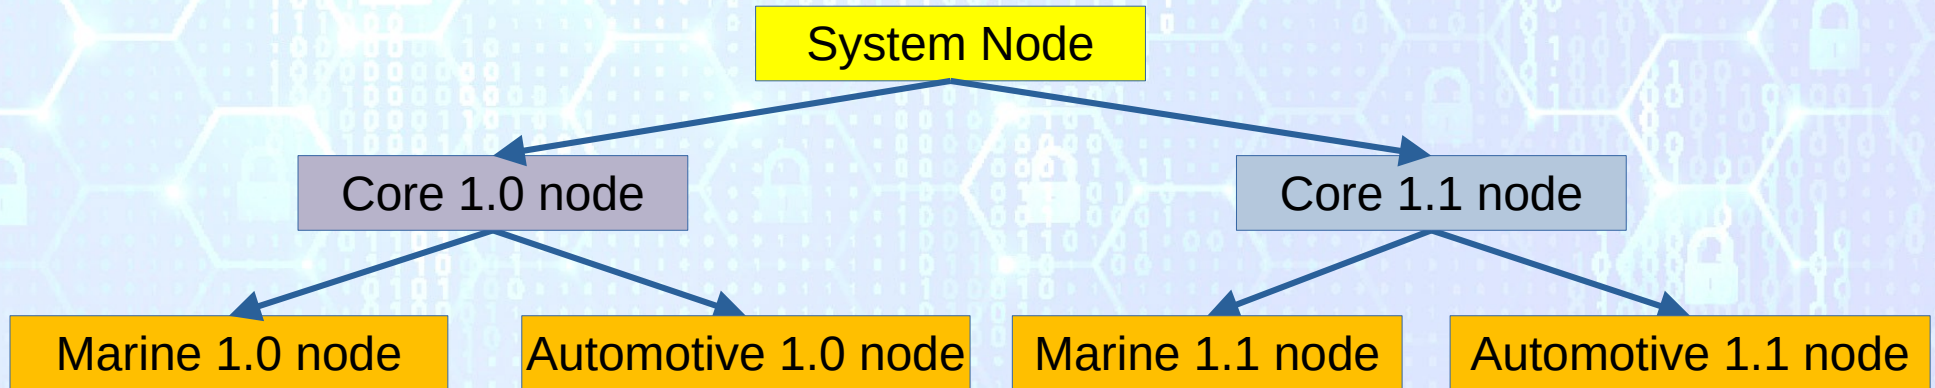 System Node
Core 1.0 node
Core 1.1 node
Marine 1.0 node
Automotive 1.0 node
Marine 1.1 node
Automotive 1.1 node